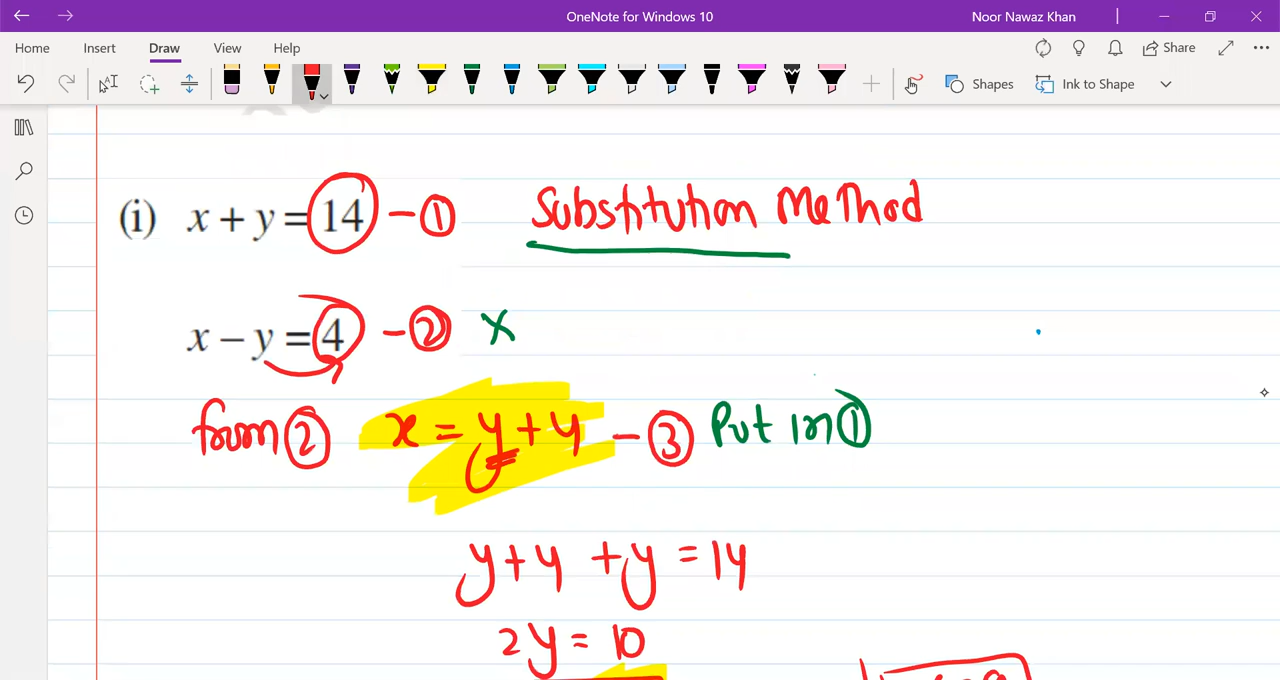 OneNote for Windows 10
Noor Nawaz Khan
Home Insert Draw View Help
Share
Shapes
Ink to Shape
(i) x + y = 14 - ① Substitution Method
x - y = 4 - ② x
from ② x = y + 4 - ③ Put in ①
y + 4 + y = 14
2y = 10